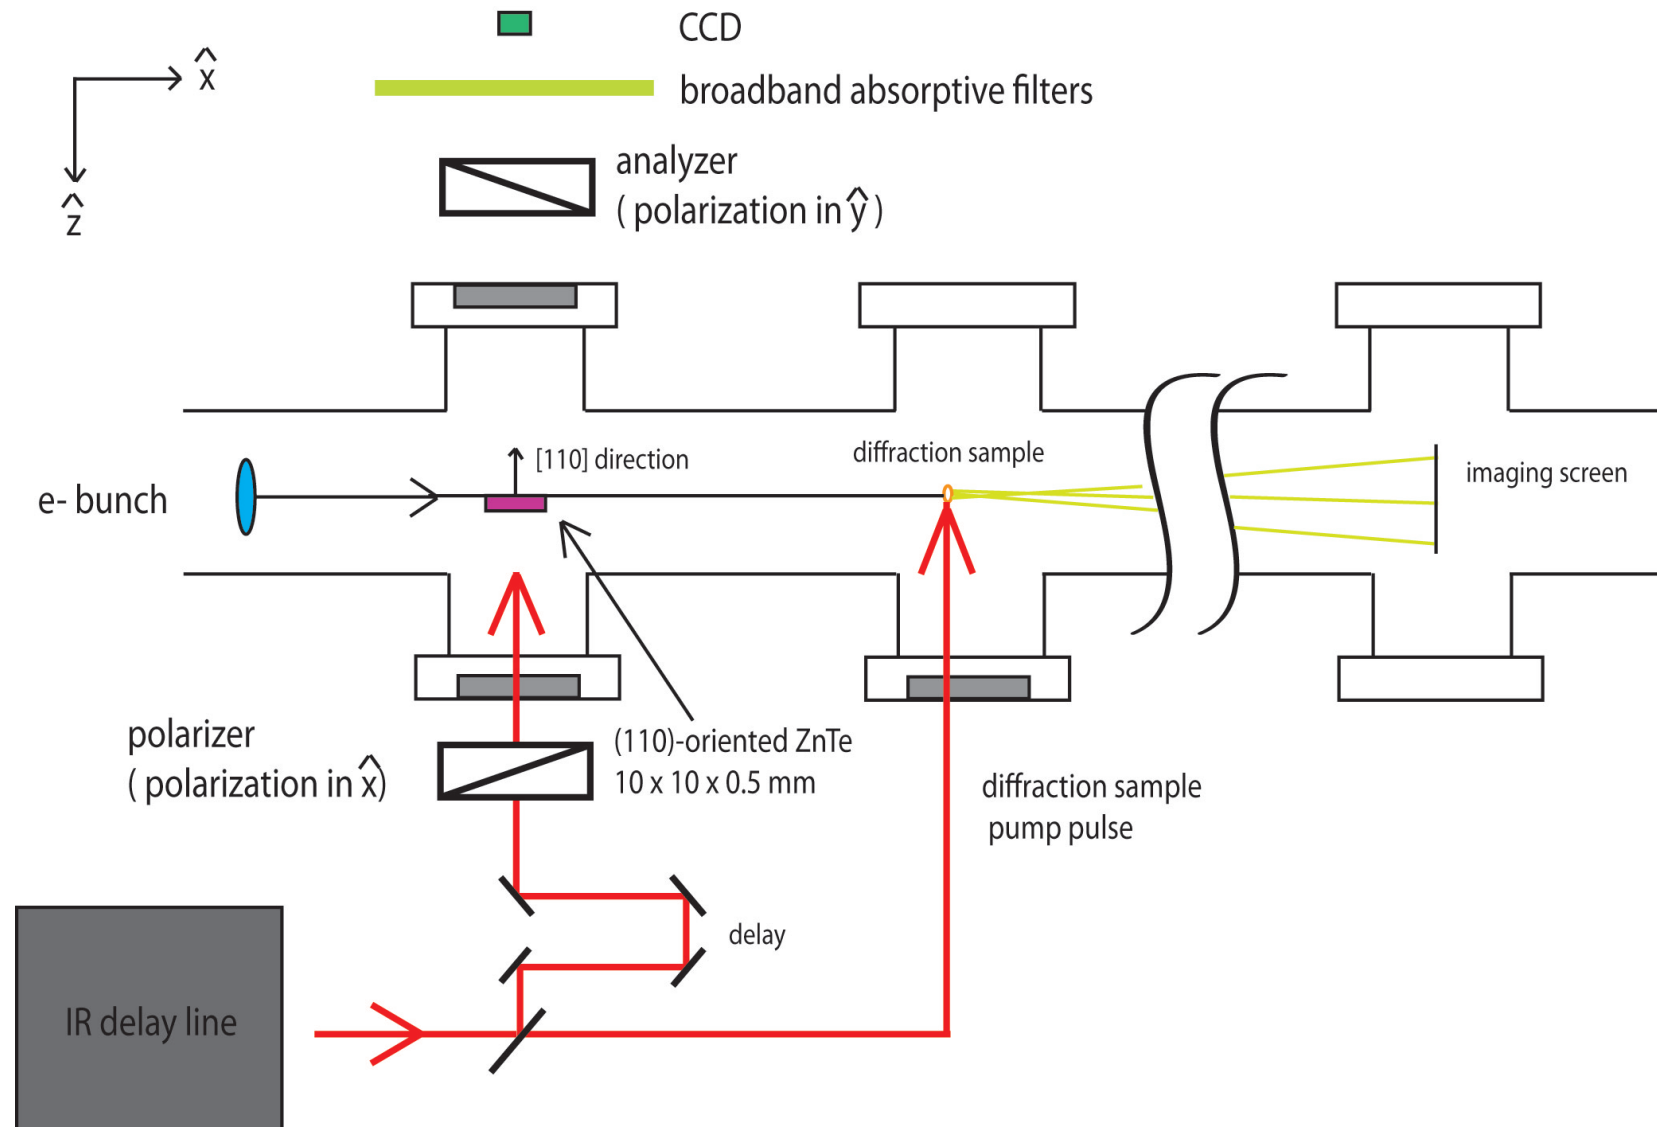 CCD
x̂
broadband absorptive filters
analyzer
( polarization in ŷ )
ẑ
[110] direction
diffraction sample
imaging screen
e- bunch
polarizer
( polarization in x̂)
(110)-oriented ZnTe
10 x 10 x 0.5 mm
diffraction sample
pump pulse
delay
IR delay line